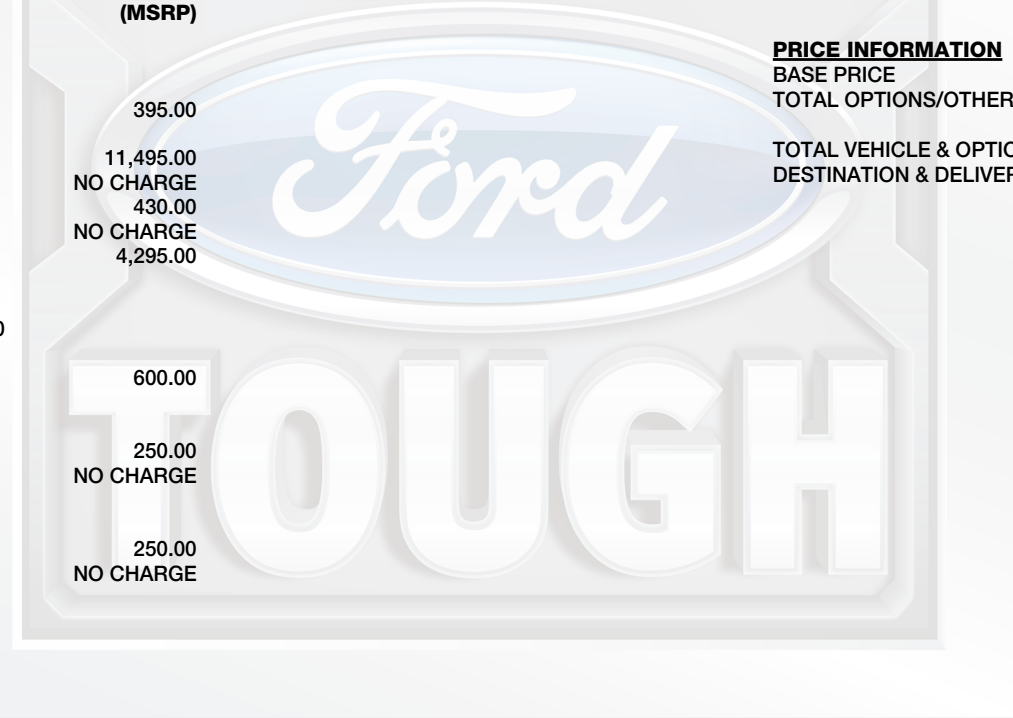 (MSRP)
395.00
11,495.00
NO CHARGE
430.00
NO CHARGE
4,295.00
600.00
250.00
NO CHARGE
250.00
NO CHARGE
PRICE INFORMATION
BASE PRICE
TOTAL OPTIONS/OTHER
TOTAL VEHICLE & OPTIO
DESTINATION & DELIVER
Ford
TOUGH